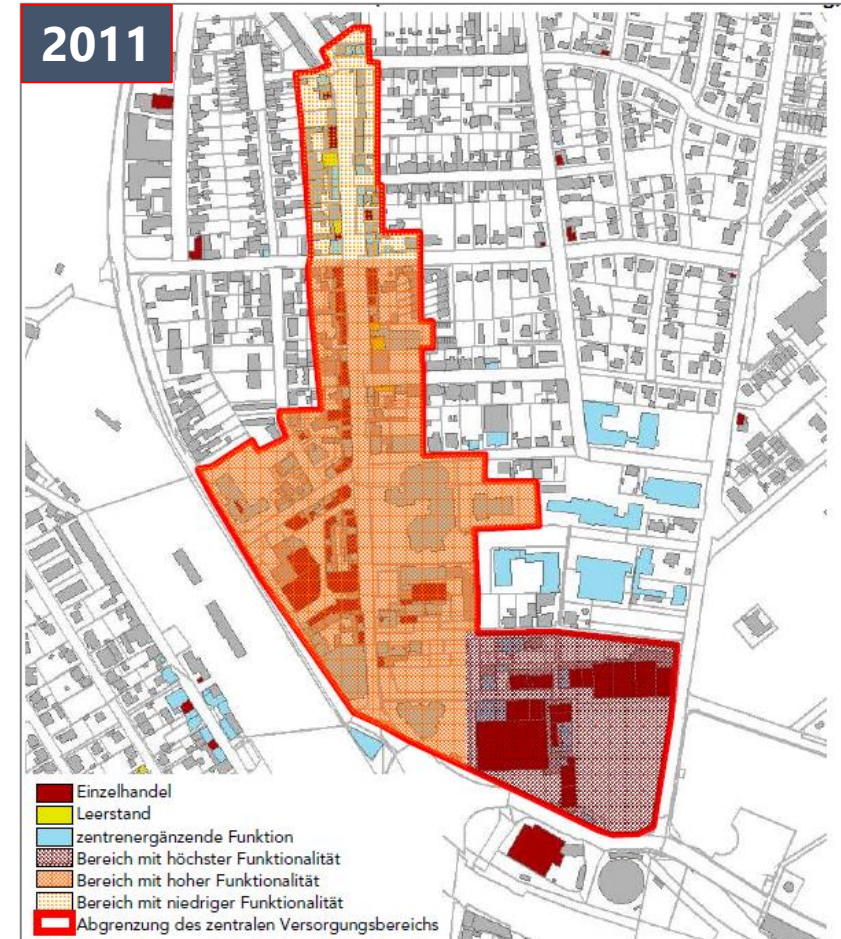 2011
Einzelhandel
Leerstand
zentrenergänzende Funktion
Bereich mit höchster Funktionalität
Bereich mit hoher Funktionalität
Bereich mit niedriger Funktionalität
Abgrenzung des zentralen Versorgungsbereichs